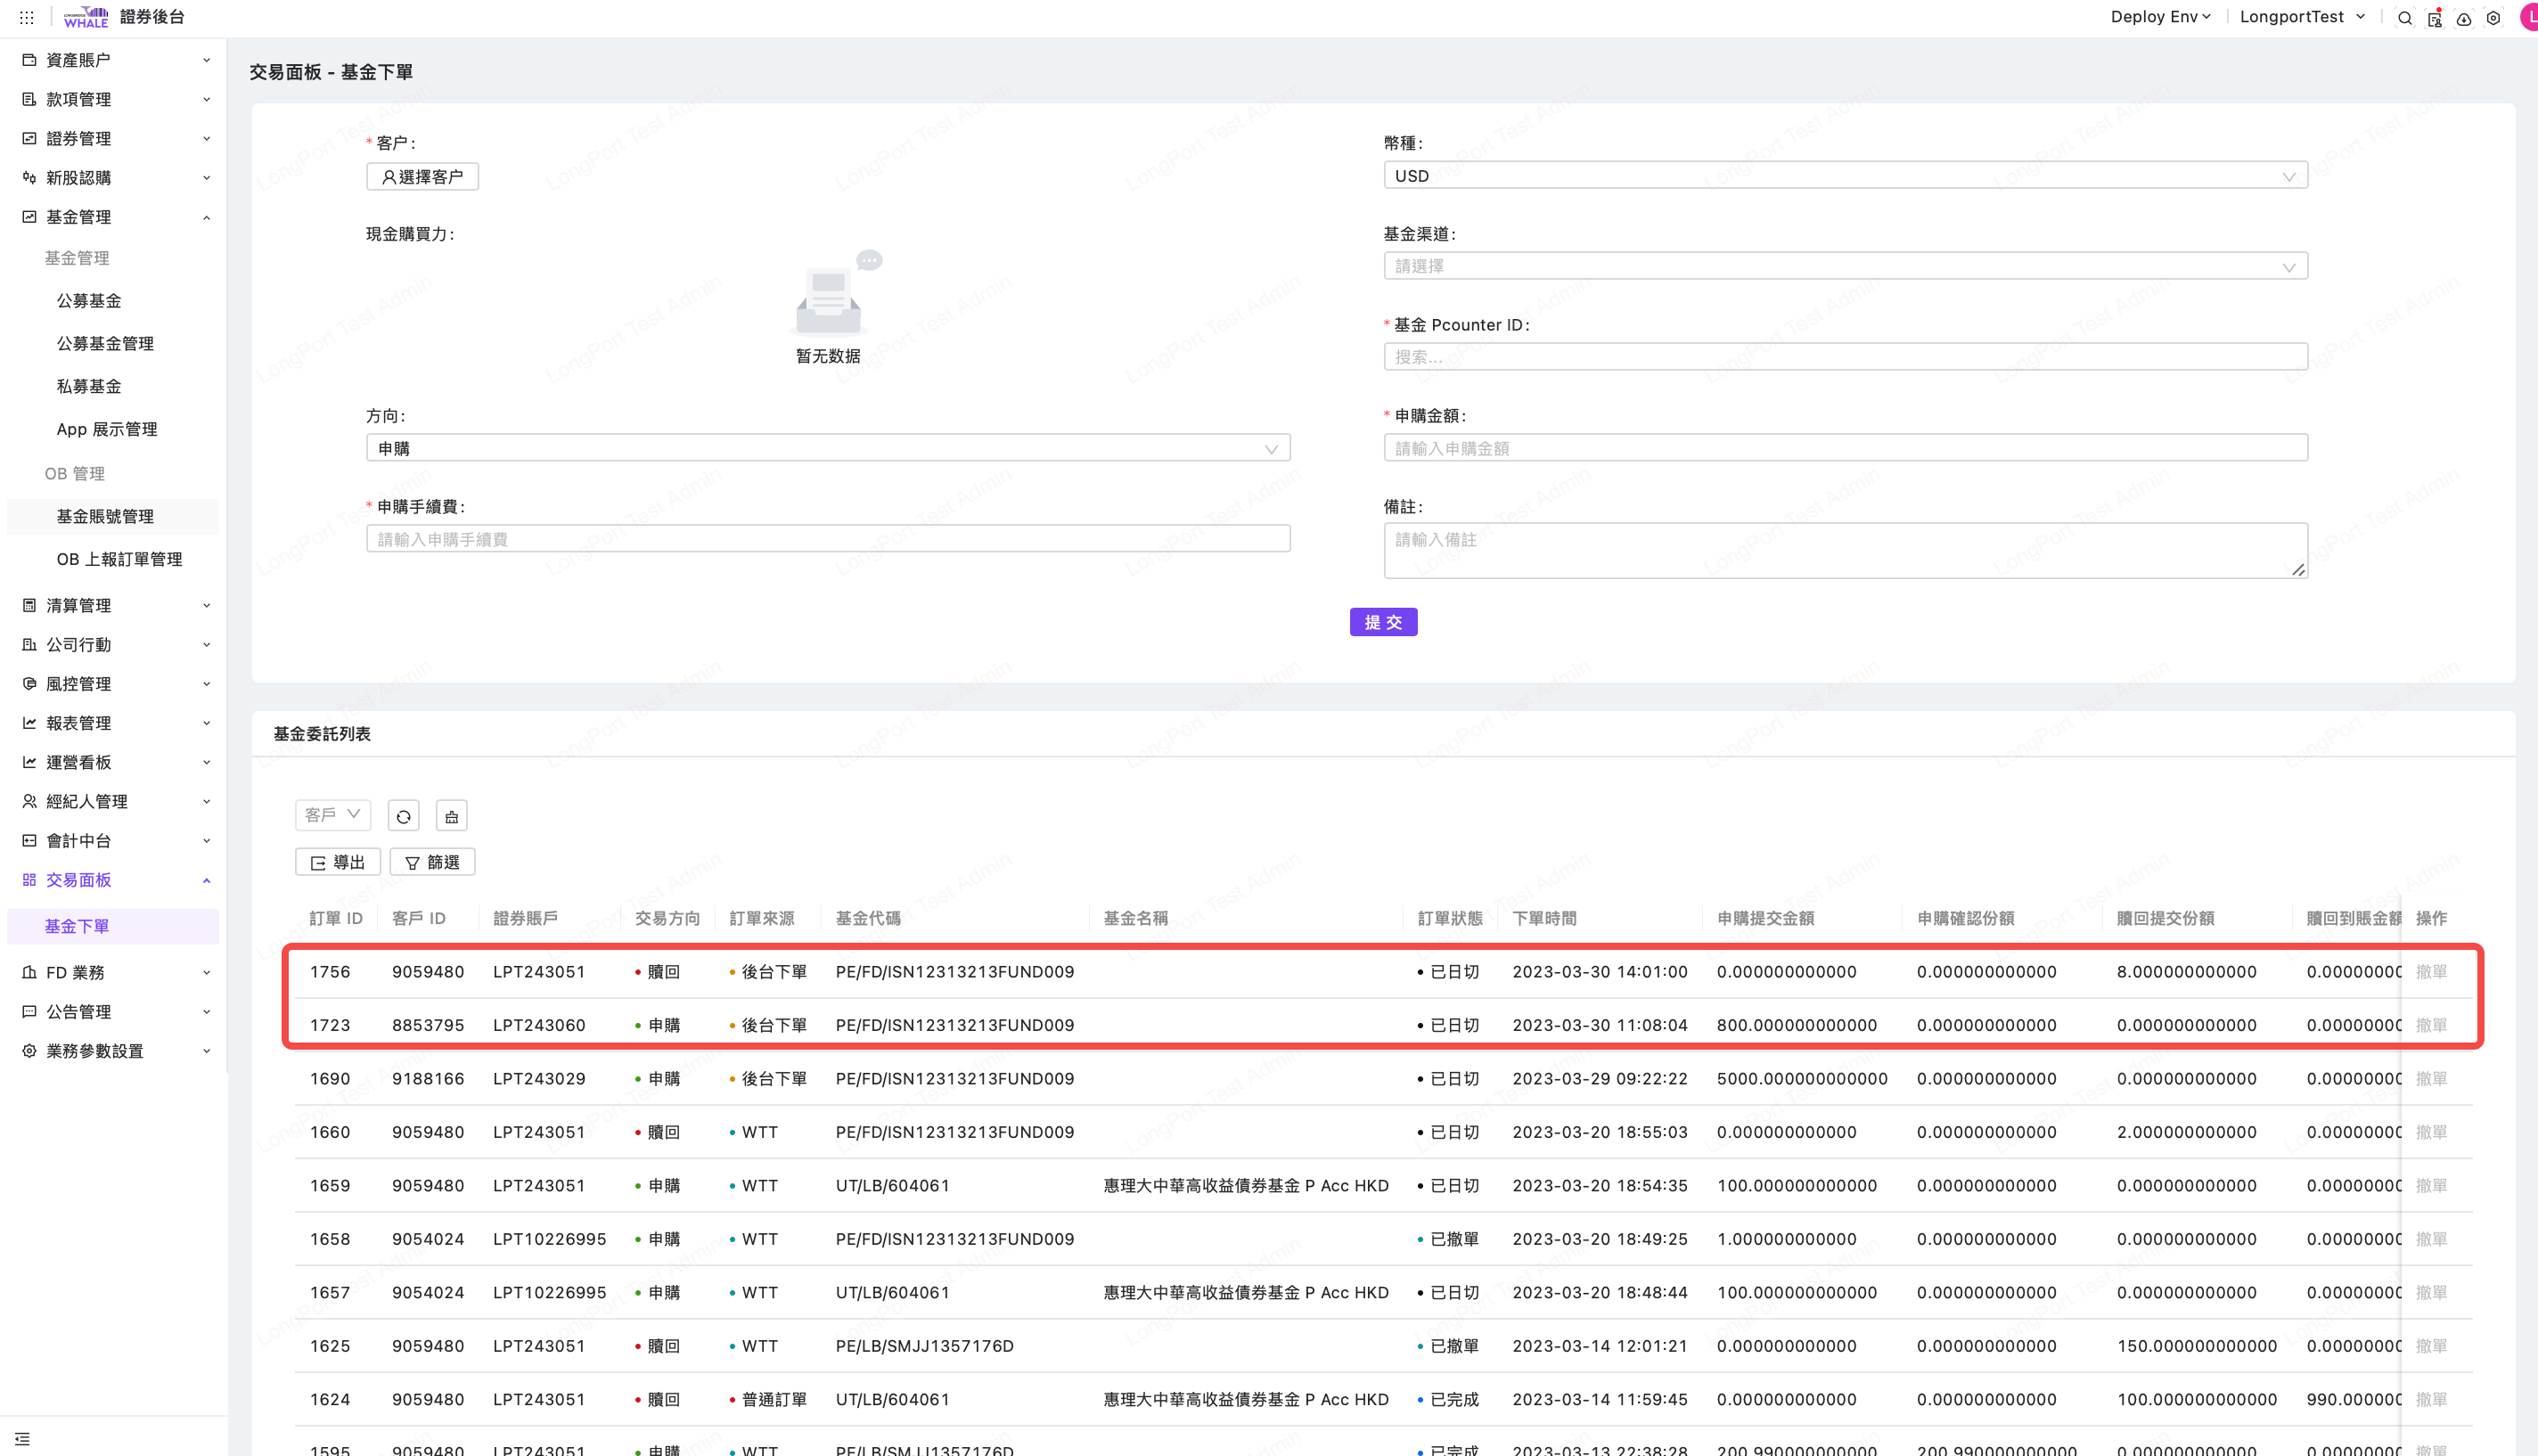 WHALE 證券後台 Deploy Env LongportTest
資產賬户
款項管理
證券管理
新股認購
基金管理
基金管理
公募基金
公募基金管理
私募基金
App 展示管理
OB 管理
基金賬號管理
OB 上報訂單管理
清算管理
公司行動
風控管理
報表管理
運營看板
經紀人管理
會計中台
交易面板
基金下單
FD 業務
公告管理
業務參數設置
交易面板 - 基金下單
* 客户:
選擇客户
幣種:
USD
現金購買力:
暂无数据
基金渠道:
請選擇
* 基金 Pcounter ID:
搜索...
方向:
申購
* 申購金額:
請輸入申購金額
* 申購手續費:
請輸入申購手續費
備註:
請輸入備註
提 交
基金委託列表
客戶
導出 篩選
訂單 ID 客戶 ID 證券賬戶 交易方向 訂單來源 基金代碼 基金名稱 訂單狀態 下單時間 申購提交金額 申購確認份額 贖回提交份額 贖回到賬金額 操作
1756 9059480 LPT243051 贖回 後台下單 PE/FD/ISN12313213FUND009 已日切 2023-03-30 14:01:00 0.000000000000 0.000000000000 8.000000000000 0.00000000 撤單
1723 8853795 LPT243060 申購 後台下單 PE/FD/ISN12313213FUND009 已日切 2023-03-30 11:08:04 800.000000000000 0.000000000000 0.000000000000 0.00000000 撤單
1690 9188166 LPT243029 申購 後台下單 PE/FD/ISN12313213FUND009 已日切 2023-03-29 09:22:22 5000.000000000000 0.000000000000 0.000000000000 0.00000000 撤單
1660 9059480 LPT243051 贖回 WTT PE/FD/ISN12313213FUND009 已日切 2023-03-20 18:55:03 0.000000000000 0.000000000000 2.000000000000 0.00000000 撤單
1659 9059480 LPT243051 申購 WTT UT/LB/604061 惠理大中華高收益債券基金 P Acc HKD 已日切 2023-03-20 18:54:35 100.000000000000 0.000000000000 0.000000000000 0.00000000 撤單
1658 9054024 LPT10226995 申購 WTT PE/FD/ISN12313213FUND009 已撤單 2023-03-20 18:49:25 1.000000000000 0.000000000000 0.000000000000 0.00000000 撤單
1657 9054024 LPT10226995 申購 WTT UT/LB/604061 惠理大中華高收益債券基金 P Acc HKD 已日切 2023-03-20 18:48:44 100.000000000000 0.000000000000 0.000000000000 0.00000000 撤單
1625 9059480 LPT243051 贖回 WTT PE/LB/SMJJ1357176D 已撤單 2023-03-14 12:01:21 0.000000000000 0.000000000000 150.000000000000 0.00000000 撤單
1624 9059480 LPT243051 贖回 普通訂單 UT/LB/604061 惠理大中華高收益債券基金 P Acc HKD 已完成 2023-03-14 11:59:45 0.000000000000 0.000000000000 100.000000000000 990.000000 撤單
1595 9059480 LPT243051 申購 WTT PE/LB/SMJJ1357176D 已完成 2023-03-13 22:38:28 200.990000000000 200.990000000000 0.000000000000 0.00000000 撤單
LongPort Test Admin